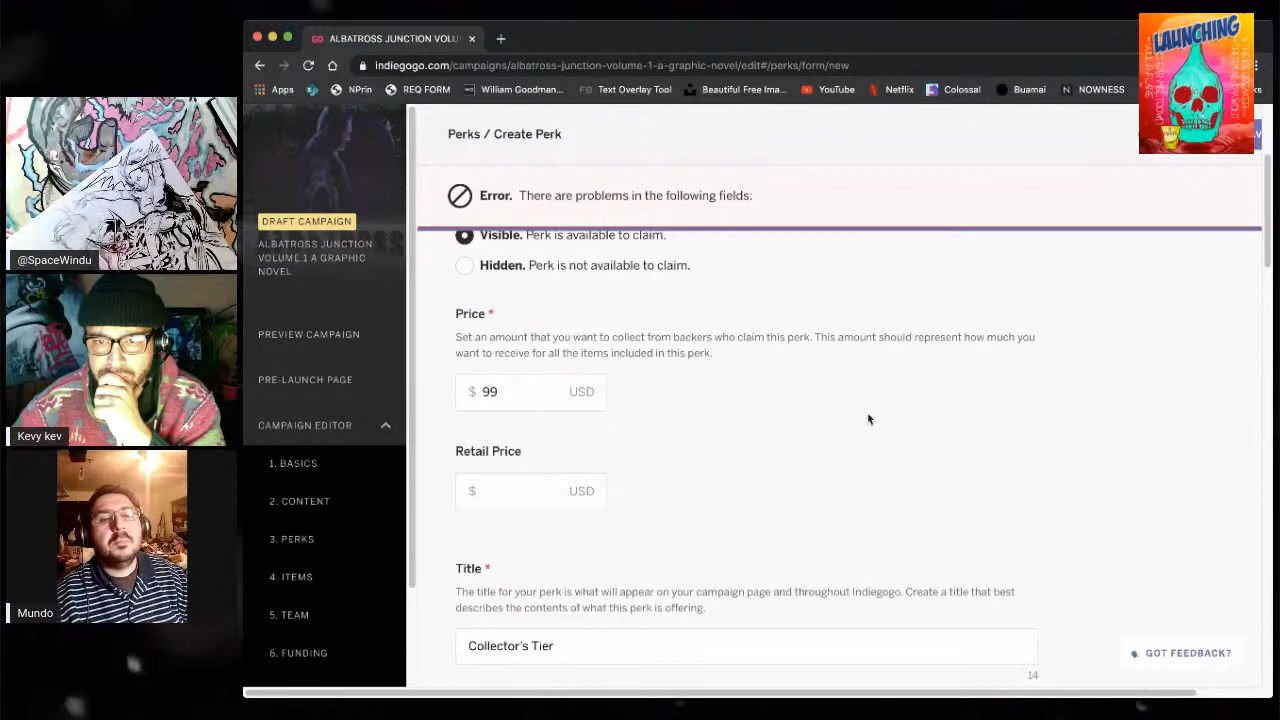 ALBATROSS JUNCTION VOLU
indiegogo.com/campaigns/albatross-junction-volume-1-a-graphic-novel/edit#/perks/form/new
Apps
NPrin
REQ FORM
William Goodman...
FB Text Overlay Tool
Beautiful Free Ima...
YouTube
Netflix
Colossal
Buamai
N NOWNESS
LAUNCHING
Perks / Create Perk
Error. There are problems in the following fields:
DRAFT CAMPAIGN
ALBATROSS JUNCTION
VOLUME 1 A GRAPHIC
NOVEL
PREVIEW CAMPAIGN
PRE-LAUNCH PAGE
CAMPAIGN EDITOR
1. BASICS
2. CONTENT
3. PERKS
4. ITEMS
5. TEAM
6. FUNDING
Visible. Perk is available to claim.
Hidden. Perk is not available to claim.
Price *
Set an amount that you want to collect from backers who claim this perk. This amount should represent how much you
want to receive for all the items included in this perk.
$ 99 USD
Retail Price
$ USD
Title *
The title for your perk is what will appear on your campaign page and throughout Indiegogo. Create a title that best
describes the contents of what this perk is offering.
Collector's Tier
14
GOT FEEDBACK?
@SpaceWindu
Kevy kev
Mundo